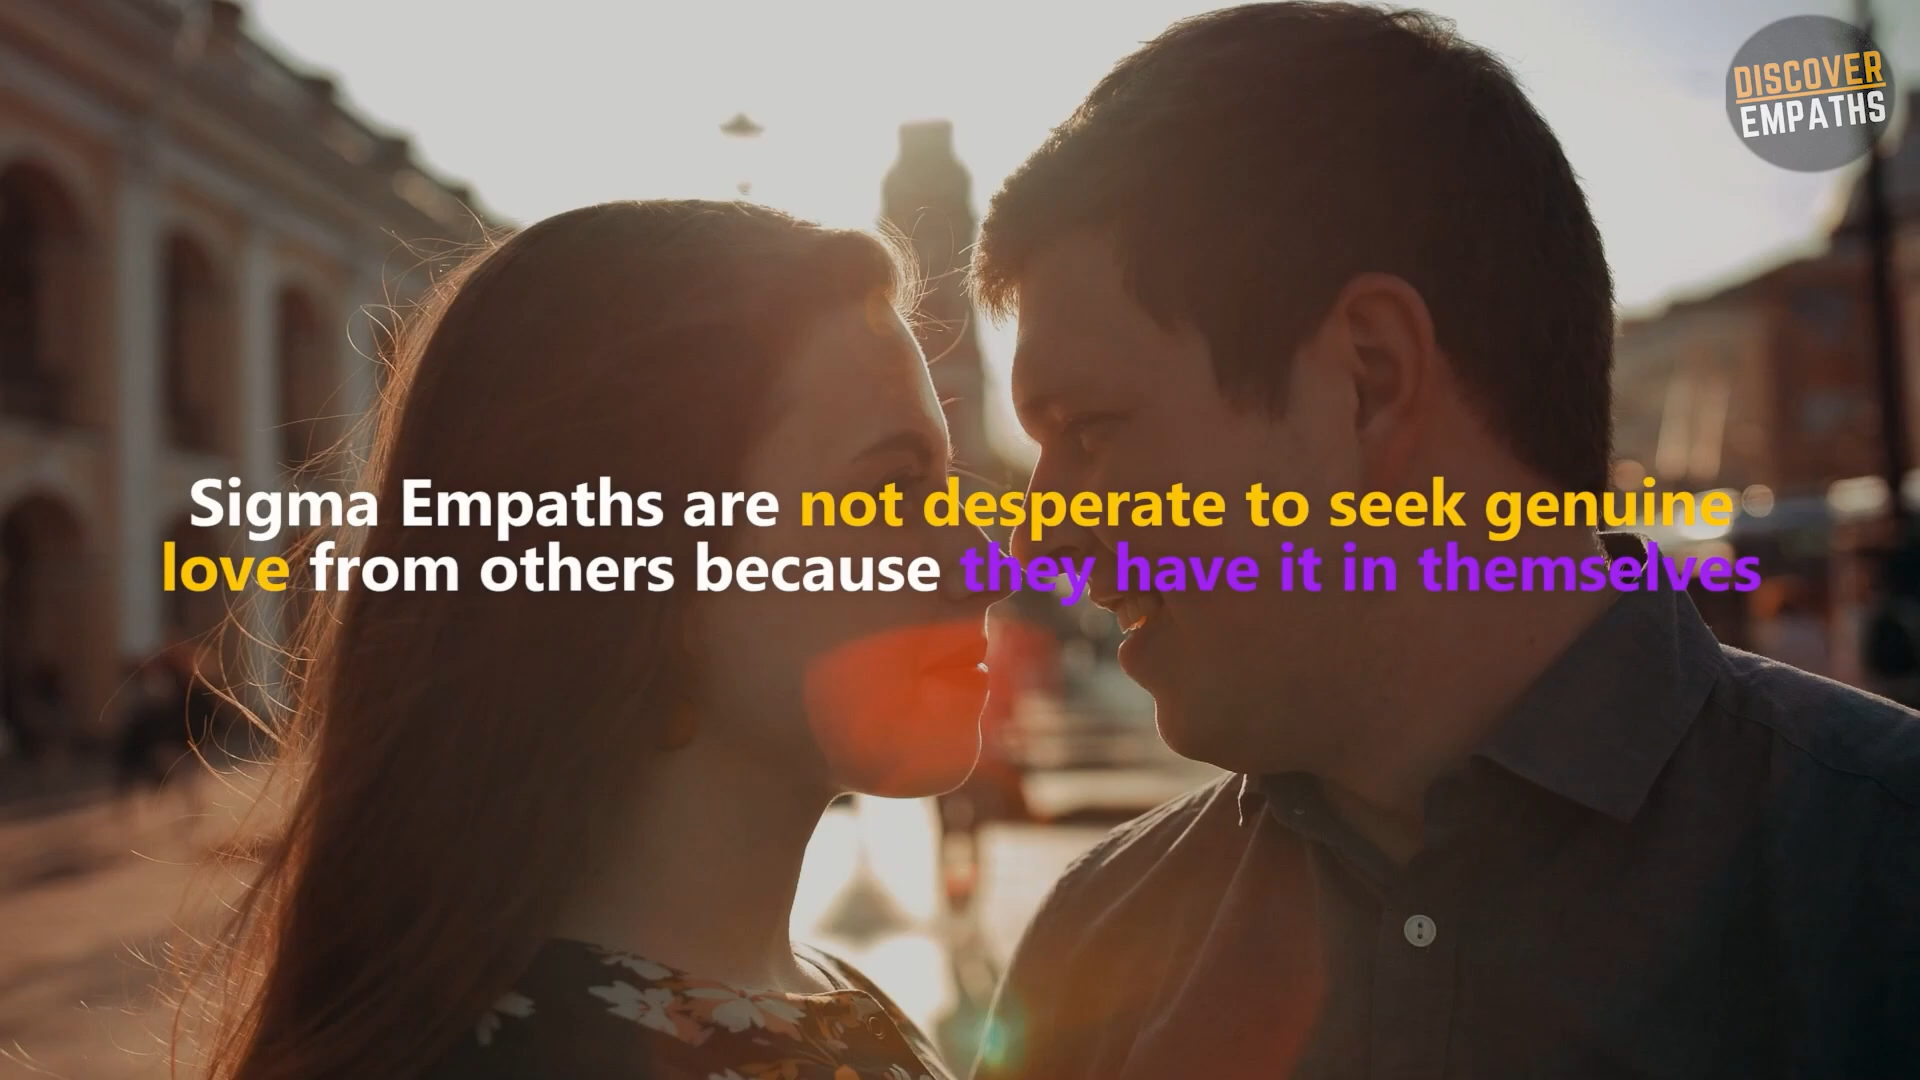 DISCOVER
EMPATHS
Sigma Empaths are not desperate to seek genuine
love from others because they have it in themselves